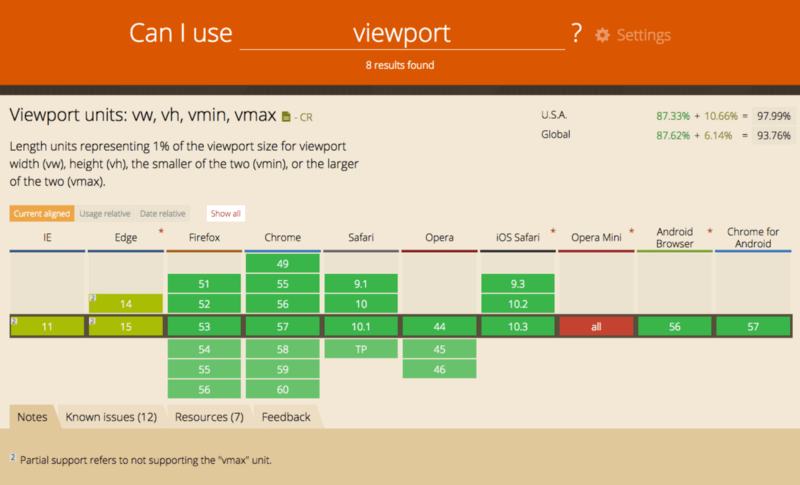 Can I use viewport ? Settings
8 results found
Viewport units: vw, vh, vmin, vmax - CR
Length units representing 1% of the viewport size for viewport
width (vw), height (vh), the smaller of the two (vmin), or the larger
of the two (vmax).
U.S.A. 87.33% + 10.66% = 97.99%
Global 87.62% + 6.14% = 93.76%
Current aligned Usage relative Date relative Show all
IE Edge * Firefox Chrome Safari Opera iOS Safari * Opera Mini * Android Browser * Chrome for Android
49
51 55 9.1 9.3
2 14 52 56 10 10.2
2 11 2 15 53 57 10.1 44 10.3 all 56 57
54 58 TP 45
55 59 46
56 60
Notes Known issues (12) Resources (7) Feedback
2 Partial support refers to not supporting the "vmax" unit.